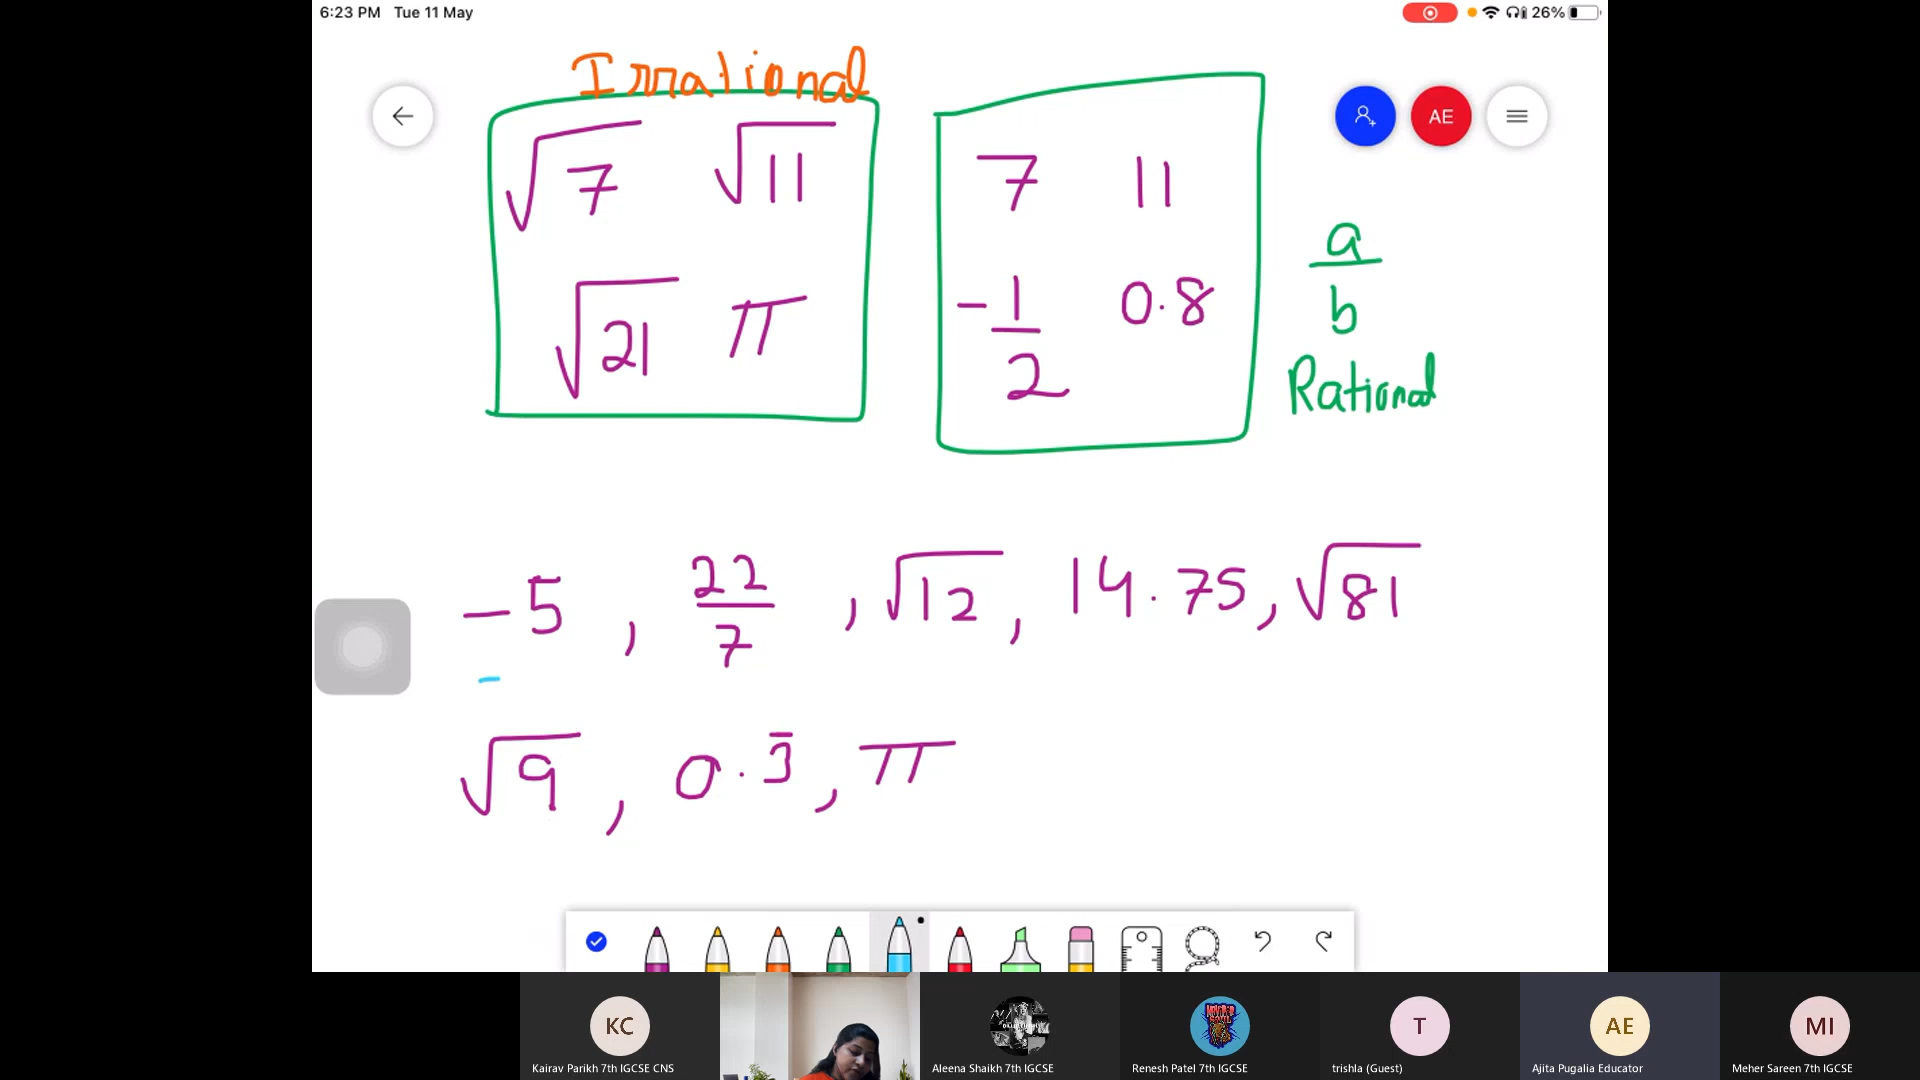 6:23 PM Tue 11 May 26%
Irrational
√7 √11 7 11
√21 π -1/2 0.8 a/b
Rational
AE
-5 , 22/7 , √12 , 14.75 , √81
√9 , 0.3̅ , π
KC T AE MI
Kairav Parikh 7th IGCSE CNS Aleena Shaikh 7th IGCSE Renesh Patel 7th IGCSE trishla (Guest) Ajita Pugalia Educator Meher Sareen 7th IGCSE